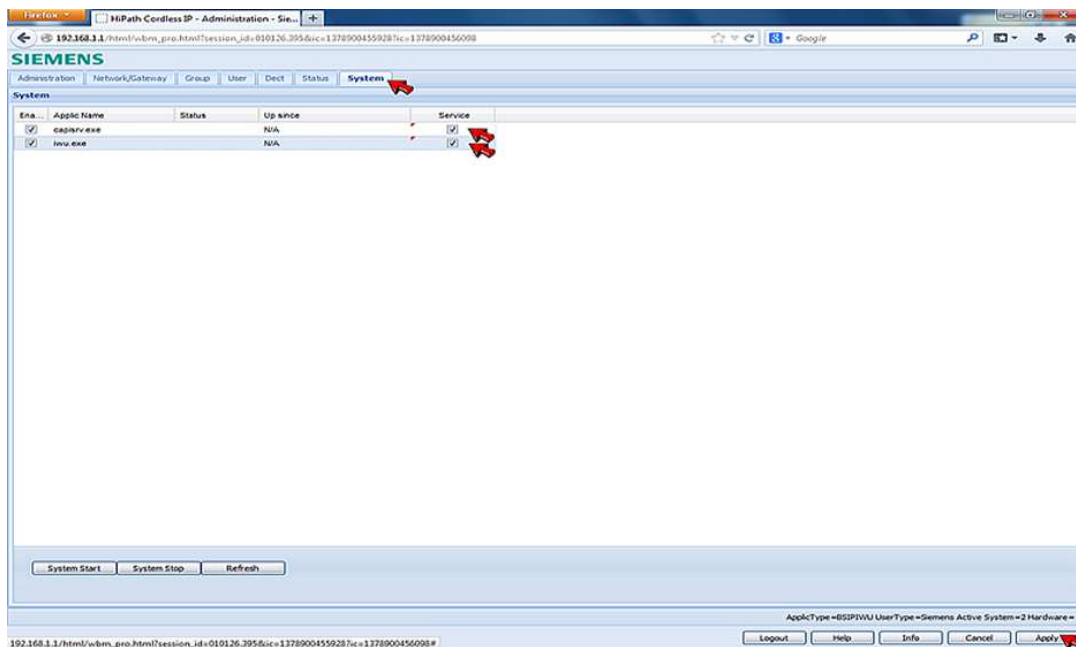 Firefox
HiPath Cordless IP - Administration - Sie...
192.168.1.1/html/wbm_pro.html?session_id=010126.395&ic=1378900455928?ic=1378900456098
Google
SIEMENS
Administration Network/Gateway Group User Dect Status System
System
Ena... Applic Name Status Up since Service
capisrv.exe N/A
iwu.exe N/A
System Start System Stop Refresh
ApplicType=BSIPIWU UserType=Siemens Active System=2 Hardware=
192.168.1.1/html/wbm_pro.html?session_id=010126.395&ic=1378900455928?ic=1378900456098#
Logout Help Info Cancel Apply